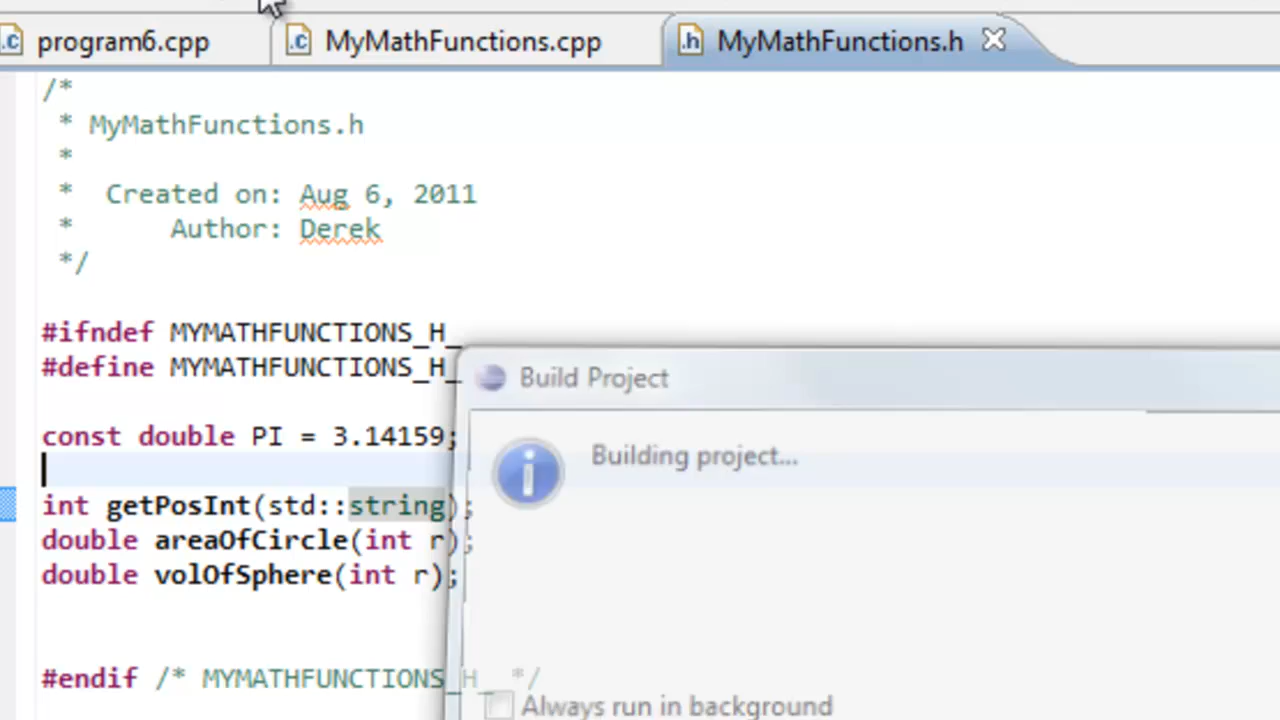 program6.cpp MyMathFunctions.cpp .h MyMathFunctions.h
/*
* MyMathFunctions.h
*
* Created on: Aug 6, 2011
* Author: Derek
*/
#ifndef MYMATHFUNCTIONS_H_
#define MYMATHFUNCTIONS_H_
Build Project
const double PI = 3.14159;
Building project...
int getPosInt(std::string);
double areaOfCircle(int r);
double volOfSphere(int r);
#endif /* MYMATHFUNCTIONS_H_ */
Always run in background